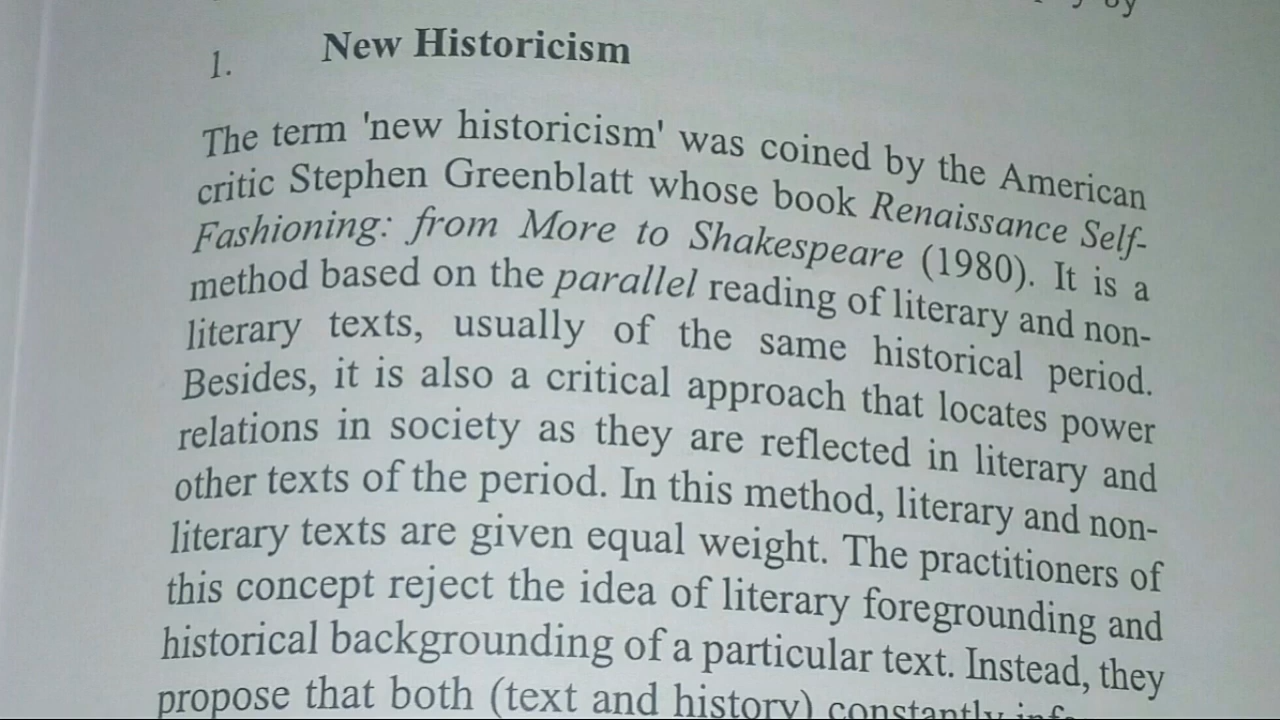 1. New Historicism
The term 'new historicism' was coined by the American
critic Stephen Greenblatt whose book Renaissance Self-
Fashioning: from More to Shakespeare (1980). It is a
method based on the parallel reading of literary and non-
literary texts, usually of the same historical period.
Besides, it is also a critical approach that locates power
relations in society as they are reflected in literary and
other texts of the period. In this method, literary and non-
literary texts are given equal weight. The practitioners of
this concept reject the idea of literary foregrounding and
historical backgrounding of a particular text. Instead, they
propose that both (text and history) constantly